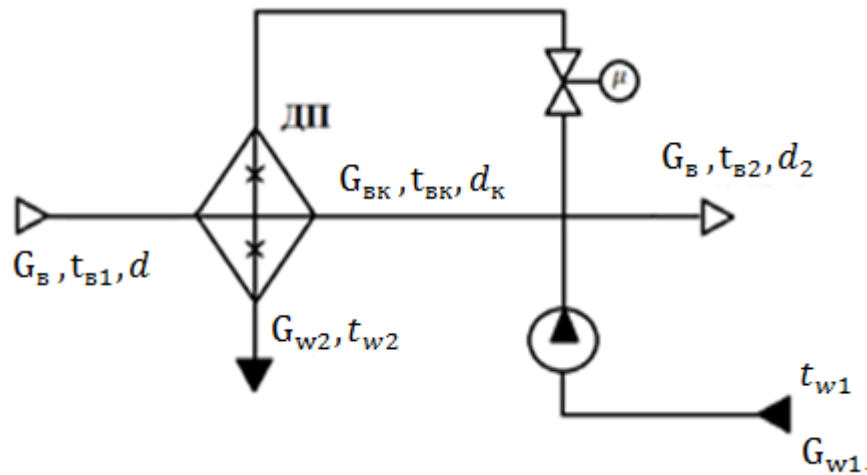 μ
ДП
G_в, t_в2, d_2
G_вк, t_вк, d_к
G_в, t_в1, d
G_w2, t_w2
t_w1
G_w1.